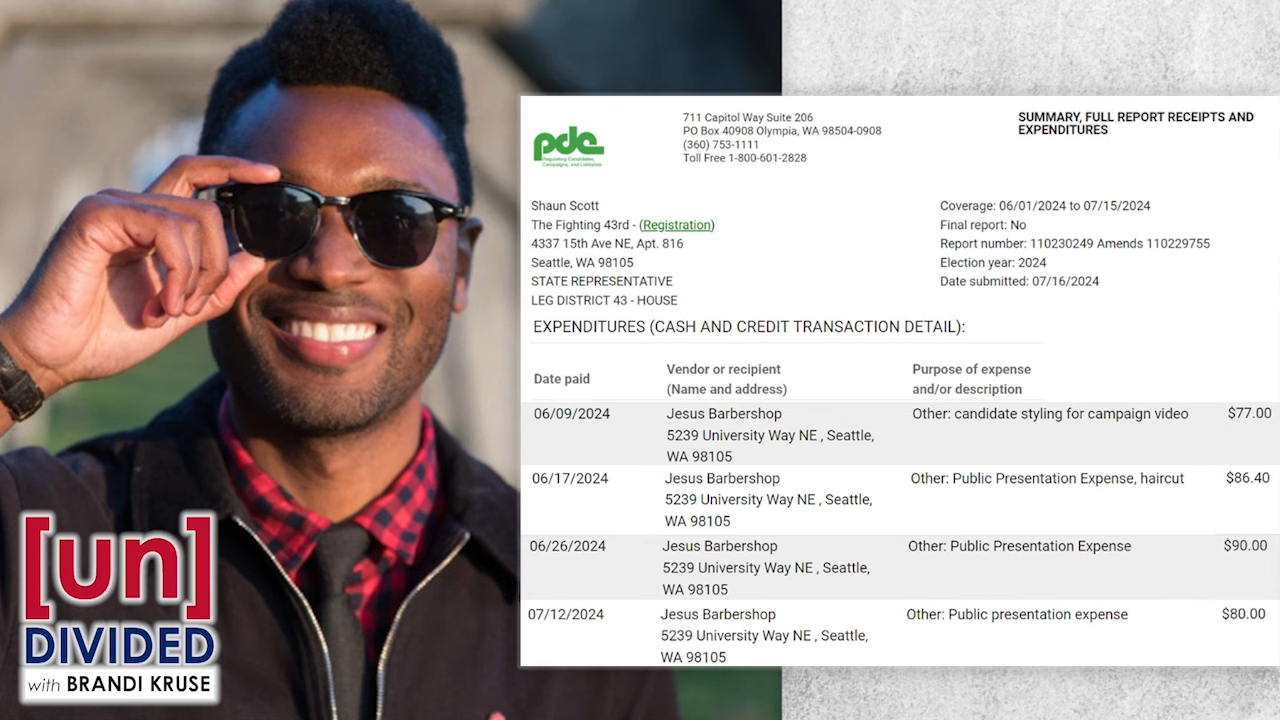 [un]
DIVIDED
with BRANDI KRUSE
pdc
Regulating Candidates,
Campaigns, and Lobbyists
711 Capitol Way Suite 206
PO Box 40908 Olympia, WA 98504-0908
(360) 753-1111
Toll Free 1-800-601-2828
SUMMARY, FULL REPORT RECEIPTS AND
EXPENDITURES
Shaun Scott
The Fighting 43rd - (Registration)
4337 15th Ave NE, Apt. 816
Seattle, WA 98105
STATE REPRESENTATIVE
LEG DISTRICT 43 - HOUSE
Coverage: 06/01/2024 to 07/15/2024
Final report: No
Report number: 110230249 Amends 110229755
Election year: 2024
Date submitted: 07/16/2024
EXPENDITURES (CASH AND CREDIT TRANSACTION DETAIL):
Date paid
Vendor or recipient
(Name and address)
Purpose of expense
and/or description
06/09/2024 Jesus Barbershop Other: candidate styling for campaign video $77.00
5239 University Way NE , Seattle,
WA 98105
06/17/2024 Jesus Barbershop Other: Public Presentation Expense, haircut $86.40
5239 University Way NE , Seattle,
WA 98105
06/26/2024 Jesus Barbershop Other: Public Presentation Expense $90.00
5239 University Way NE , Seattle,
WA 98105
07/12/2024 Jesus Barbershop Other: Public presentation expense $80.00
5239 University Way NE , Seattle,
WA 98105